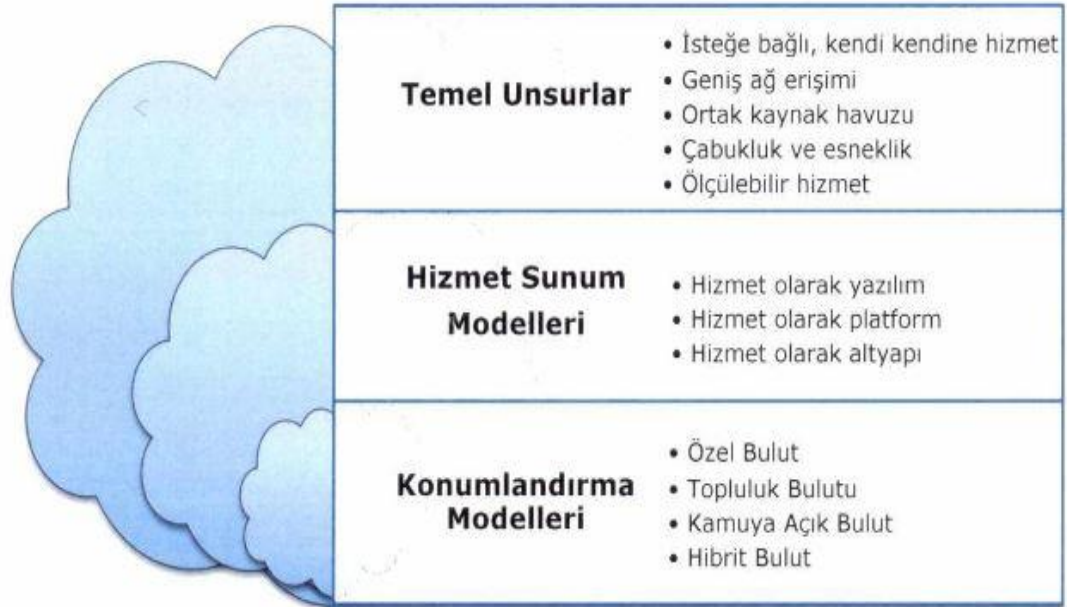 Temel Unsurlar
• İsteğe bağlı, kendi kendine hizmet
• Geniş ağ erişimi
• Ortak kaynak havuzu
• Çabukluk ve esneklik
• Ölçülebilir hizmet
Hizmet Sunum
Modelleri
• Hizmet olarak yazılım
• Hizmet olarak platform
• Hizmet olarak altyapı
Konumlandırma
Modelleri
• Özel Bulut
• Topluluk Bulutu
• Kamuya Açık Bulut
• Hibrit Bulut